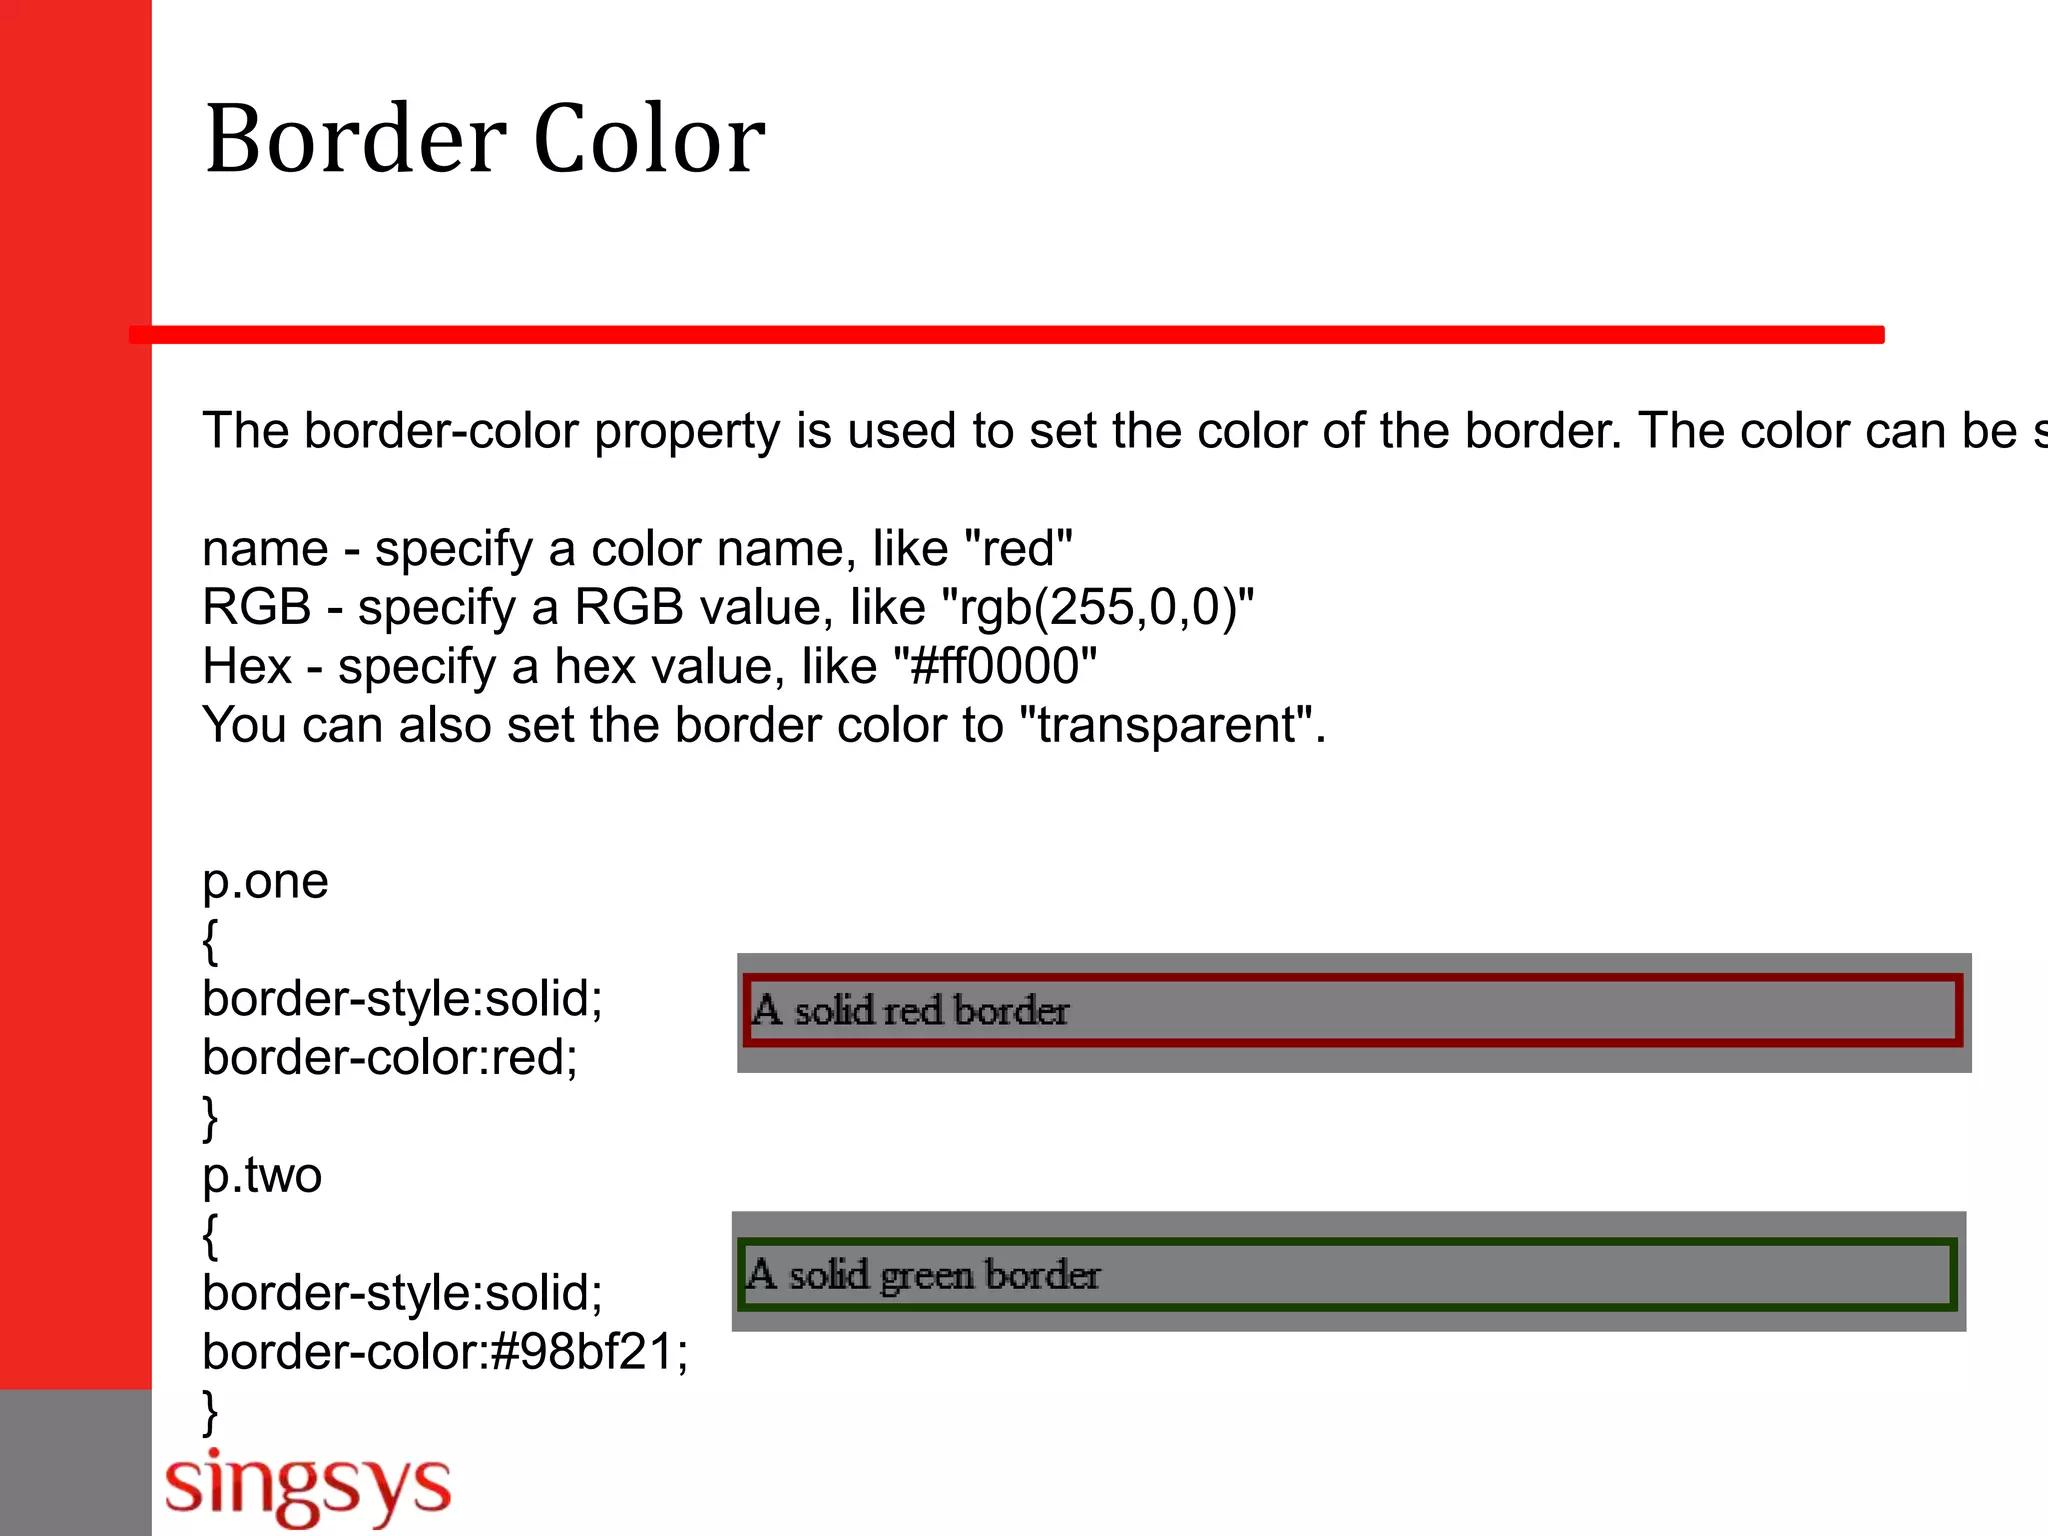 Border Color
The border-color property is used to set the color of the border. The color can be
name - specify a color name, like "red"
RGB - specify a RGB value, like "rgb(255,0,0)"
Hex - specify a hex value, like "#ff0000"
You can also set the border color to "transparent".
p.one
{
border-style:solid;
border-color:red;
}
A solid red border
p.two
{
border-style:solid;
border-color:#98bf21;
}
A solid green border
singsys